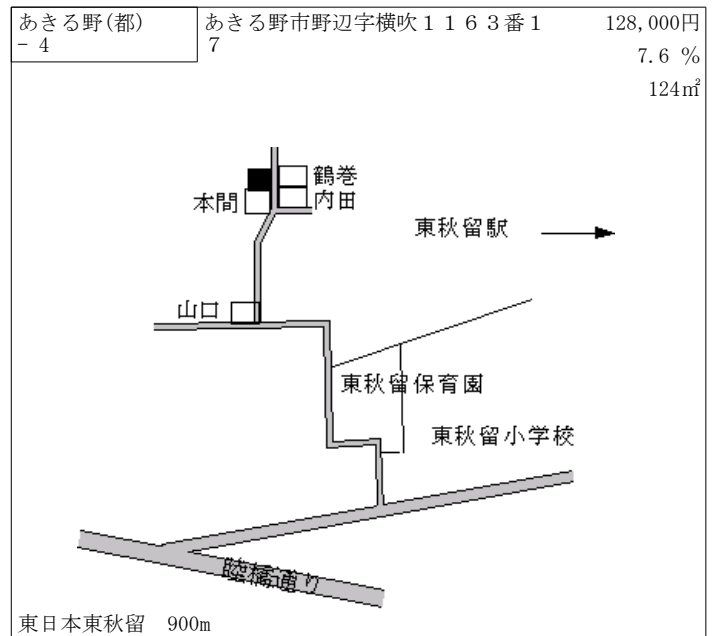 あきる野(都)
－４
あきる野市野辺字横吹１１６３番１
７
128,000円
7.6 %
124㎡
鶴巻
本間
内田
東秋留駅
山口
東秋留保育園
東秋留小学校
睦橋通り
東日本東秋留　900m